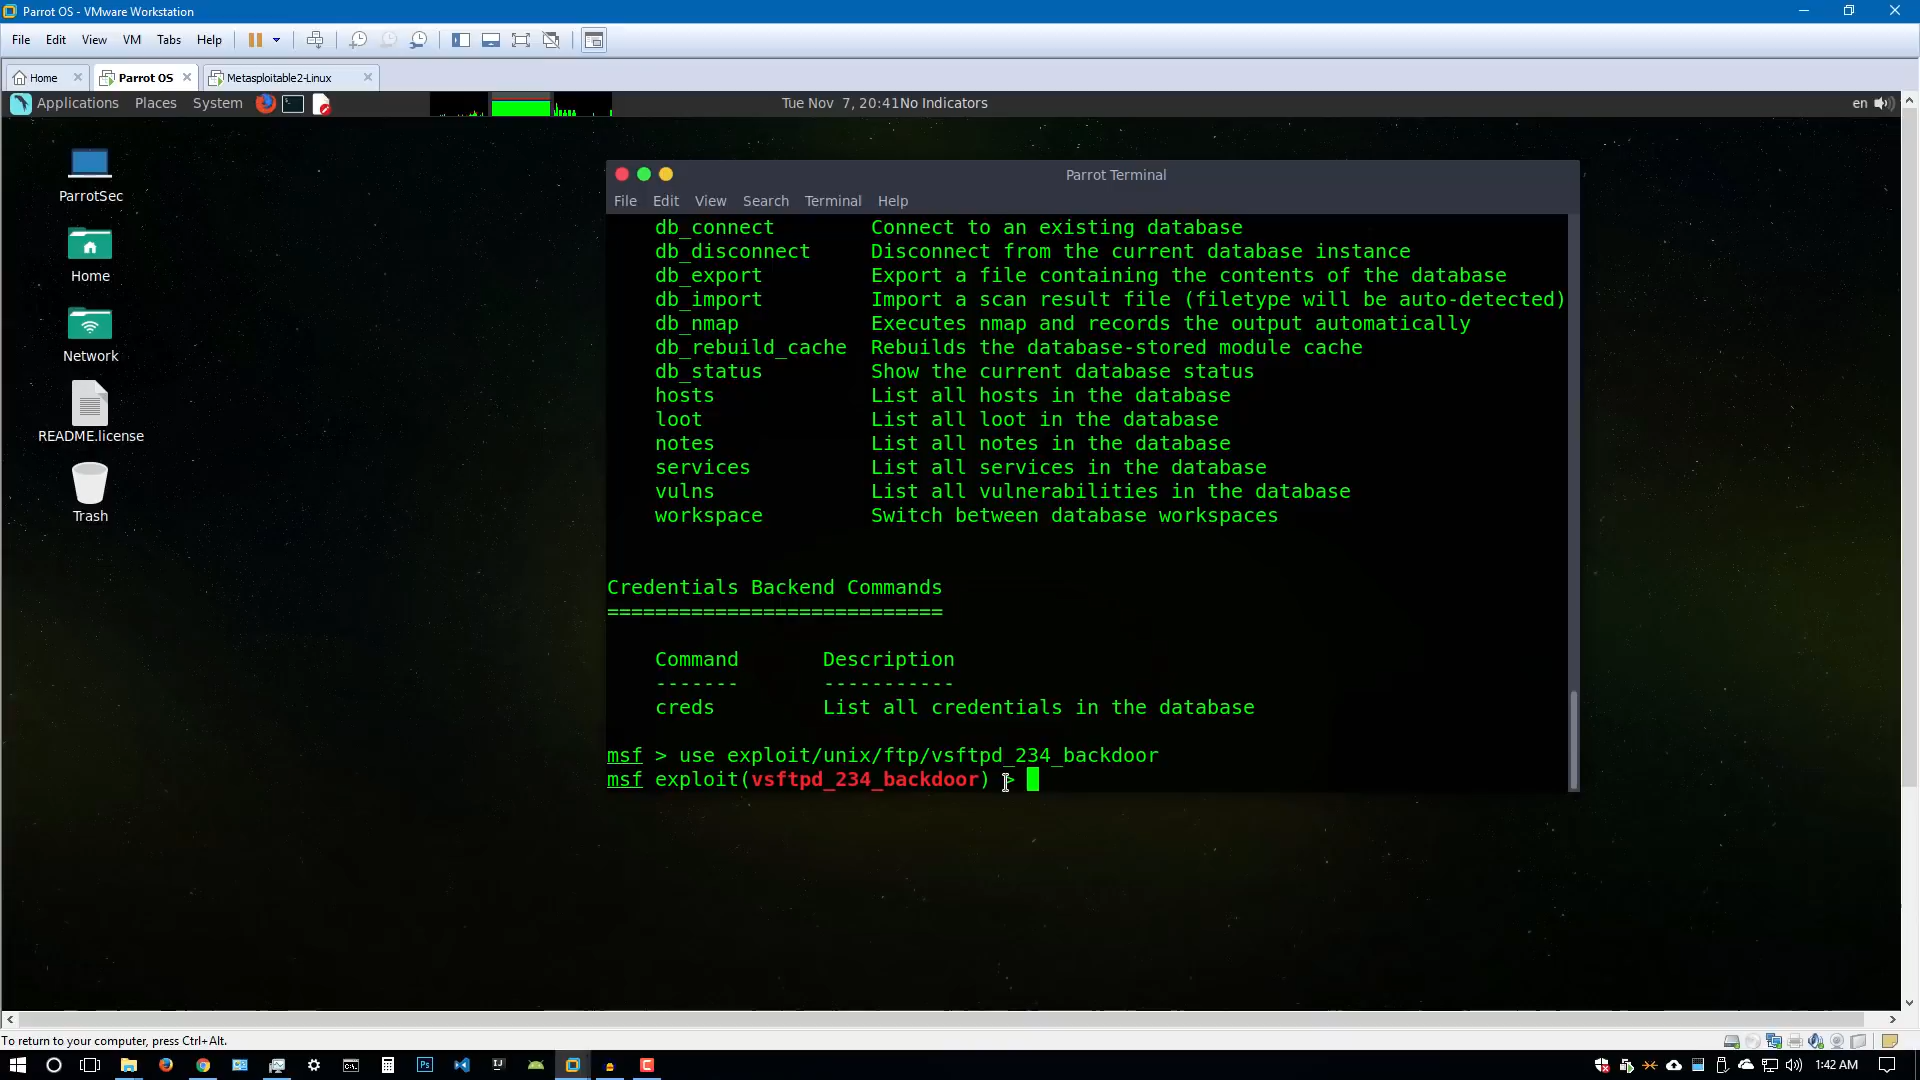 Parrot OS - VMware Workstation
File Edit View VM Tabs Help
Home Parrot OS Metasploitable2-Linux
Applications Places System Tue Nov 7, 20:41No Indicators en
ParrotSec
Home
Network
README.license
Trash
Parrot Terminal
File Edit View Search Terminal Help
db_connect Connect to an existing database
db_disconnect Disconnect from the current database instance
db_export Export a file containing the contents of the database
db_import Import a scan result file (filetype will be auto-detected)
db_nmap Executes nmap and records the output automatically
db_rebuild_cache Rebuilds the database-stored module cache
db_status Show the current database status
hosts List all hosts in the database
loot List all loot in the database
notes List all notes in the database
services List all services in the database
vulns List all vulnerabilities in the database
workspace Switch between database workspaces
Credentials Backend Commands
============================
Command Description
------- -----------
creds List all credentials in the database
msf > use exploit/unix/ftp/vsftpd_234_backdoor
msf exploit(vsftpd_234_backdoor) >
To return to your computer, press Ctrl+Alt.
1:42 AM